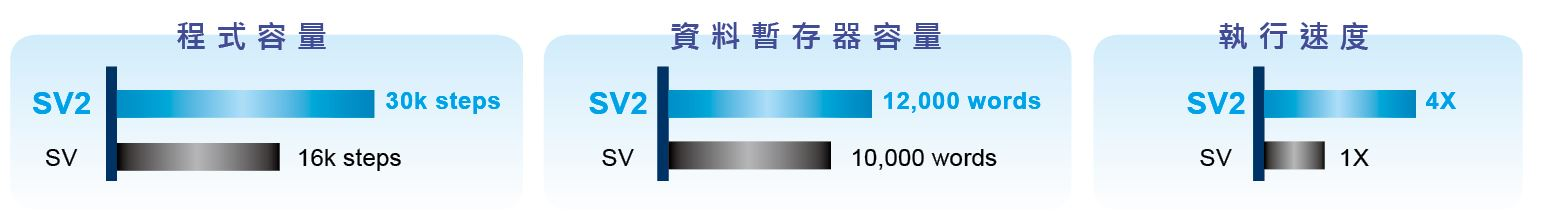 程式容量
SV2 30k steps
SV 16k steps
資料暫存器容量
SV2 12,000 words
SV 10,000 words
執行速度
SV2 4X
SV 1X